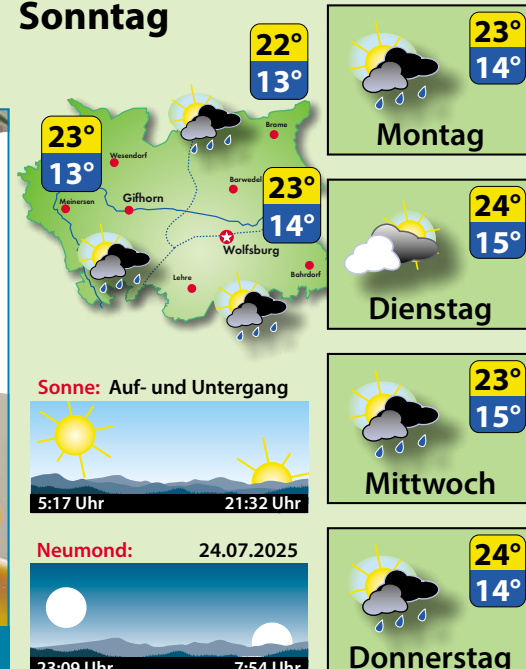 Sonntag
22°
13°
23°
13°
Brome
Wesendorf
Barwedel
23°
14°
Meinersen
Gifhorn
Wolfsburg
Lehre
Bahrdorf
Sonne: Auf- und Untergang
5:17 Uhr 21:32 Uhr
Neumond: 24.07.2025
23:09 Uhr 7:54 Uhr
23°
14°
Montag
24°
15°
Dienstag
23°
15°
Mittwoch
24°
14°
Donnerstag